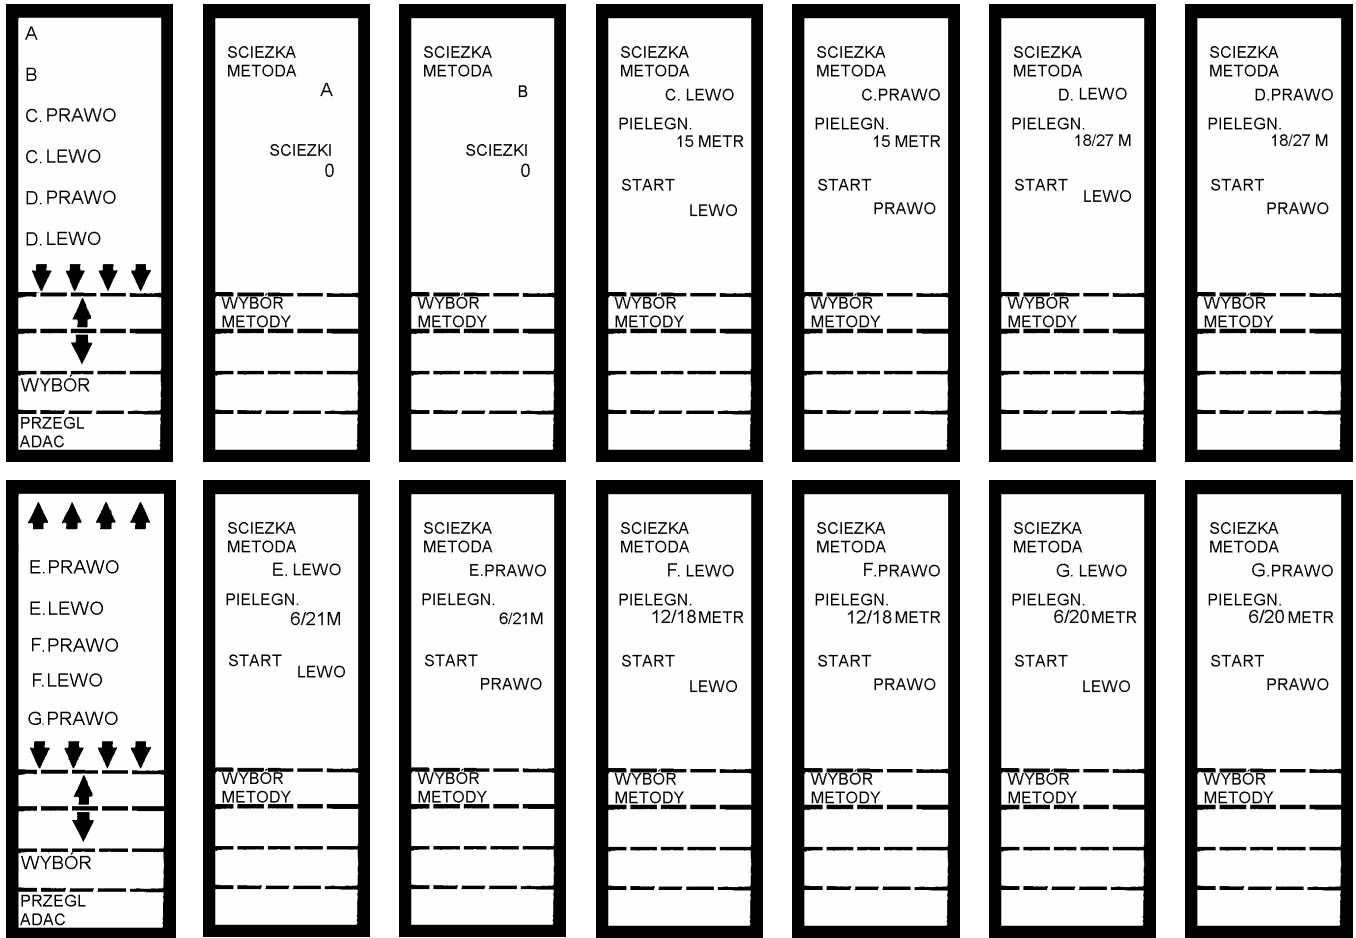 A
B
C. PRAWO
C. LEWO
D. PRAWO
D. LEWO
WYBÓR
PRZEGL
ADAC
SCIEZKA
METODA
A
SCIEZKI
0
WYBÓR
METODY
SCIEZKA
METODA
B
SCIEZKI
0
WYBÓR
METODY
SCIEZKA
METODA
C. LEWO
PIELEGN.
15 METR
START
LEWO
WYBÓR
METODY
SCIEZKA
METODA
C.PRAWO
PIELEGN.
15 METR
START
PRAWO
WYBÓR
METODY
SCIEZKA
METODA
D. LEWO
PIELEGN.
18/27 M
START
LEWO
WYBÓR
METODY
SCIEZKA
METODA
D.PRAWO
PIELEGN.
18/27 M
START
PRAWO
WYBÓR
METODY
E.PRAWO
E.LEWO
F.PRAWO
F.LEWO
G.PRAWO
WYBÓR
PRZEGL
ADAC
SCIEZKA
METODA
E. LEWO
PIELEGN.
6/21M
START
LEWO
WYBÓR
METODY
SCIEZKA
METODA
E.PRAWO
PIELEGN.
6/21M
START
PRAWO
WYBÓR
METODY
SCIEZKA
METODA
F. LEWO
PIELEGN.
12/18METR
START
LEWO
WYBÓR
METODY
SCIEZKA
METODA
F.PRAWO
PIELEGN.
12/18 METR
START
PRAWO
WYBÓR
METODY
SCIEZKA
METODA
G. LEWO
PIELEGN.
6/20METR
START
LEWO
WYBÓR
METODY
SCIEZKA
METODA
G.PRAWO
PIELEGN.
6/20 METR
START
PRAWO
WYBÓR
METODY